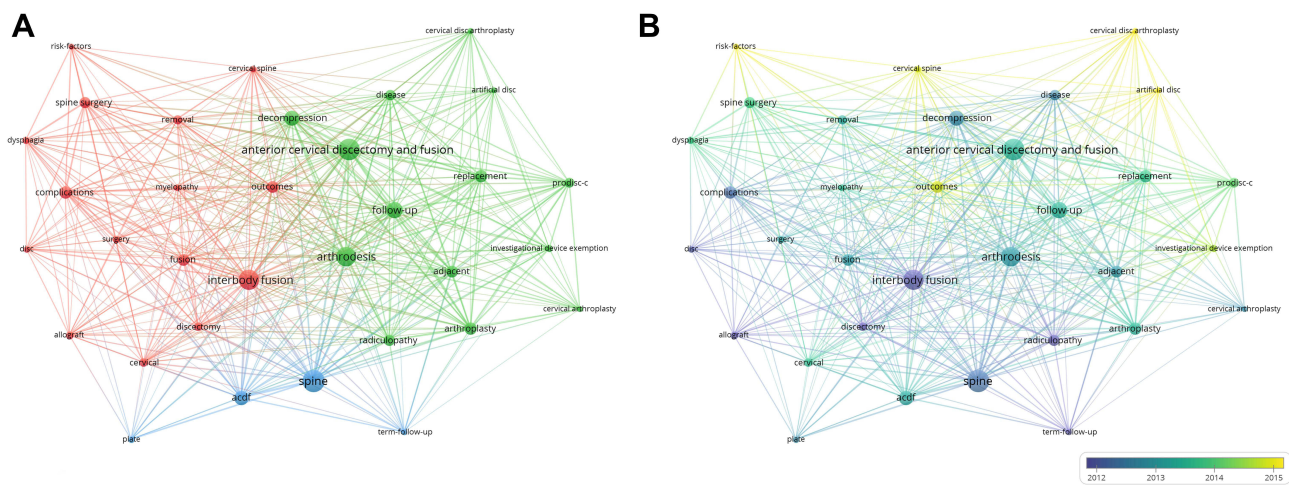 A
cervical disc arthroplasty
risk-factors
cervical spine
artificial disc
disease
spine surgery
removal
decompression
dysphagia
anterior cervical discectomy and fusion
replacement
prodisc-c
complications
myelopathy
outcomes
follow-up
surgery
disc
investigational device exemption
fusion
arthrodesis
adjacent
interbody fusion
cervical arthroplasty
discectomy
arthroplasty
allograft
radiculopathy
cervical
spine
acdf
plate
term-follow-up
B
cervical disc arthroplasty
risk-factors
cervical spine
artificial disc
disease
spine surgery
removal
decompression
dysphagia
anterior cervical discectomy and fusion
replacement
prodisc-c
complications
myelopathy
outcomes
follow-up
surgery
disc
investigational device exemption
fusion
arthrodesis
adjacent
interbody fusion
cervical arthroplasty
discectomy
arthroplasty
allograft
radiculopathy
cervical
spine
acdf
plate
term-follow-up
2012 2013 2014 2015